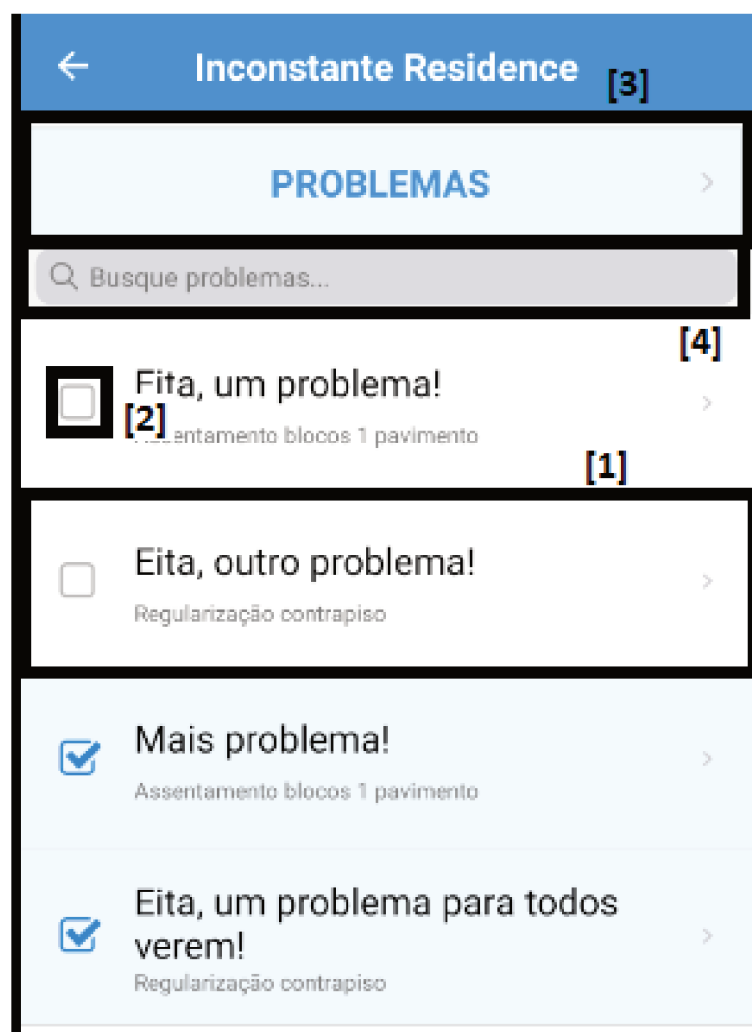 Inconstante Residence
[3]
PROBLEMAS
Busque problemas...
[4]
Eita, um problema!
[2]
Assentamento blocos 1 pavimento
[1]
Eita, outro problema!
Regularização contrapiso
Mais problema!
Assentamento blocos 1 pavimento
Eita, um problema para todos
verem!
Regularização contrapiso